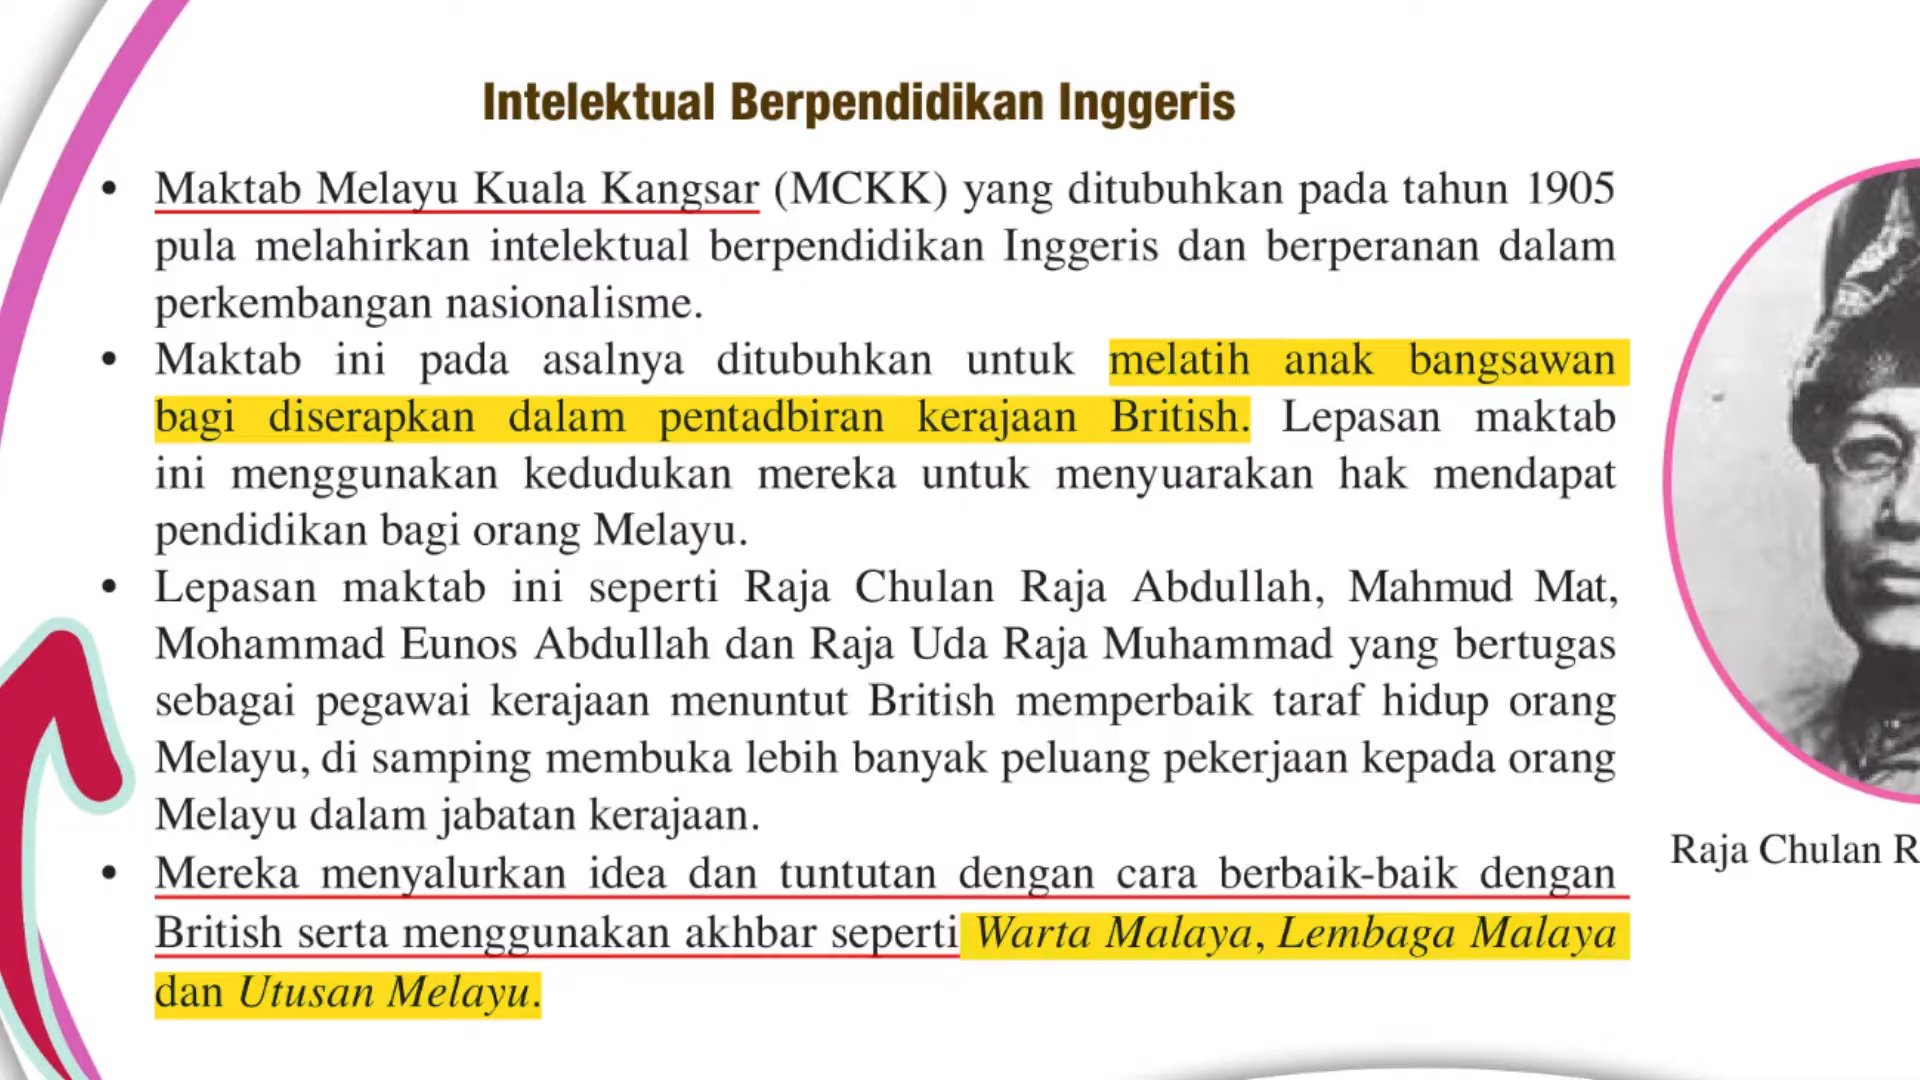 Intelektual Berpendidikan Inggeris
• Maktab Melayu Kuala Kangsar (MCKK) yang ditubuhkan pada tahun 1905
pula melahirkan intelektual berpendidikan Inggeris dan berperanan dalam
perkembangan nasionalisme.
• Maktab ini pada asalnya ditubuhkan untuk melatih anak bangsawan
bagi diserapkan dalam pentadbiran kerajaan British. Lepasan maktab
ini menggunakan kedudukan mereka untuk menyuarakan hak mendapat
pendidikan bagi orang Melayu.
• Lepasan maktab ini seperti Raja Chulan Raja Abdullah, Mahmud Mat,
Mohammad Eunos Abdullah dan Raja Uda Raja Muhammad yang bertugas
sebagai pegawai kerajaan menuntut British memperbaik taraf hidup orang
Melayu, di samping membuka lebih banyak peluang pekerjaan kepada orang
Melayu dalam jabatan kerajaan.
• Mereka menyalurkan idea dan tuntutan dengan cara berbaik-baik dengan
British serta menggunakan akhbar seperti Warta Malaya, Lembaga Malaya
dan Utusan Melayu.
Raja Chulan R